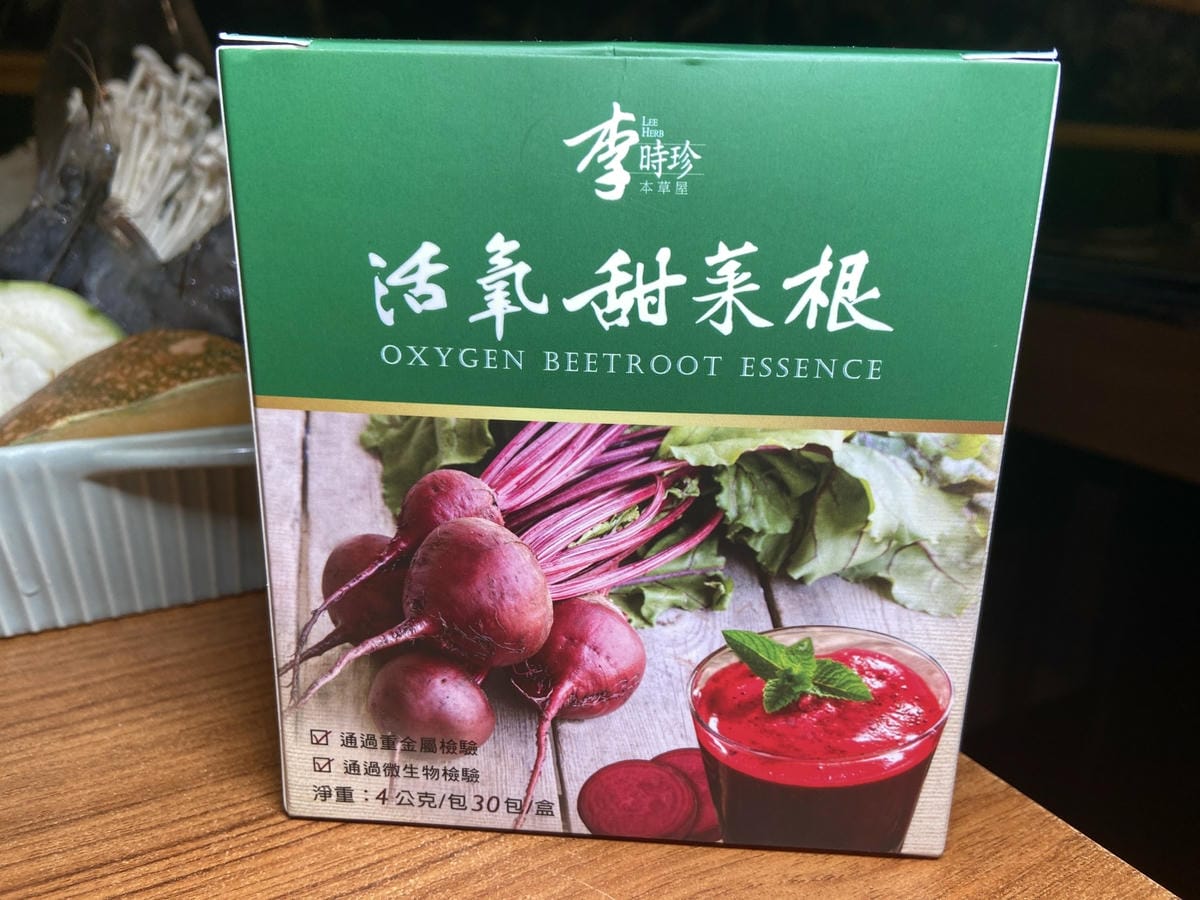 李時珍
LEE
HERB
本草屋
活氧甜菜根
OXYGEN BEETROOT ESSENCE
☑ 通過重金屬檢驗
☑ 通過微生物檢驗
淨重：4公克/包30包/盒